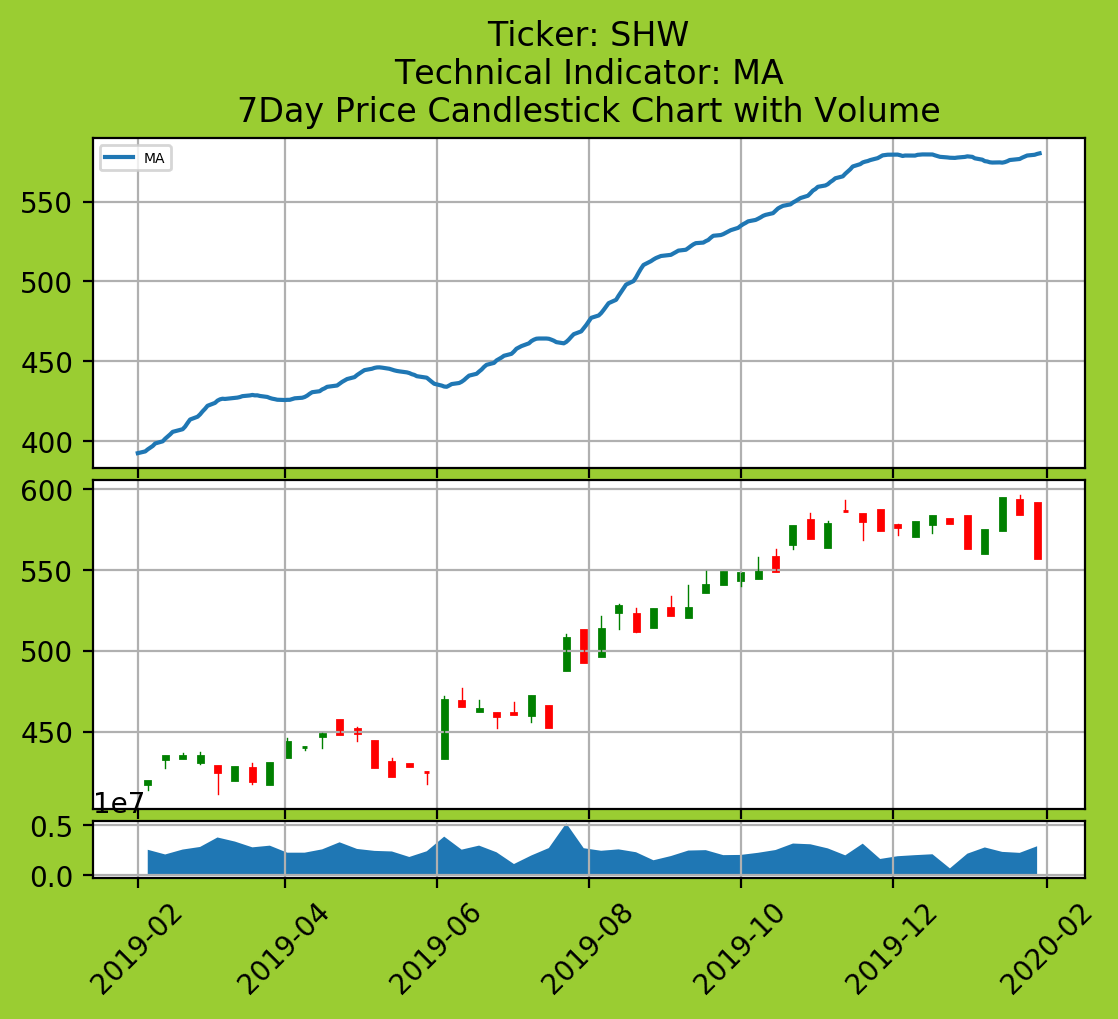 Ticker: SHW
Technical Indicator: MA
7Day Price Candlestick Chart with Volume
MA
550
500
450
400
600
550
500
450
1e7
0.5
0.0
2019-02 2019-04 2019-06 2019-08 2019-10 2019-12 2020-02